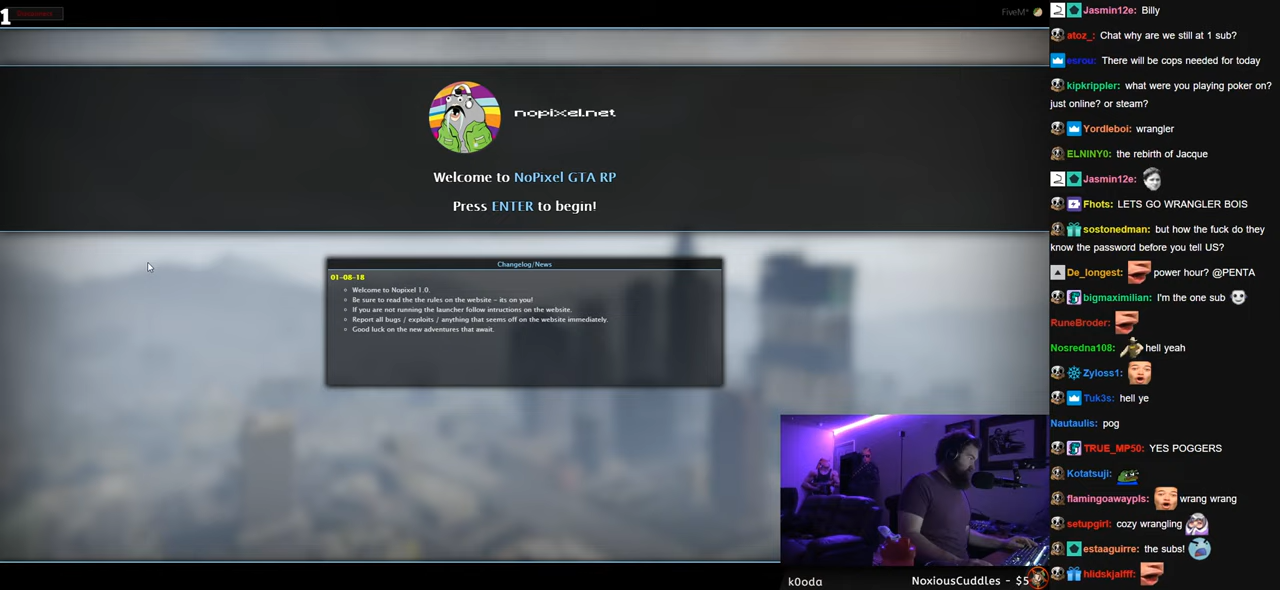 1
FiveM*
nopixel.net
Welcome to NoPixel GTA RP
Press ENTER to begin!
Changelog/News
01-08-18
Welcome to Nopixel 1.0.
Be sure to read the the rules on the website - its on you!
If you are not running the launcher follow intructions on the website.
Report all bugs / exploits / anything that seems off on the website immediately.
Good luck on the new adventures that await.
k0oda
NoxiousCuddles - $5
Jasmin12e: Billy
atoz_: Chat why are we still at 1 sub?
esrou: There will be cops needed for today
kipkrippler: what were you playing poker on?
just online? or steam?
Yordleboi: wrangler
ELNINY0: the rebirth of Jacque
Jasmin12e:
Fhots: LETS GO WRANGLER BOIS
sostonedman: but how the fuck do they
know the password before you tell US?
De_longest: power hour? @PENTA
bigmaximilian: I'm the one sub
RuneBroder:
Nosredna108: hell yeah
Zyloss1:
Tuk3s: hell ye
Nautaulis: pog
TRUE_MP50: YES POGGERS
Kotatsuji:
flamingoawaypls: wrang wrang
setupgirl: cozy wrangling
estaaguirre: the subs!
hlidskjalfff: